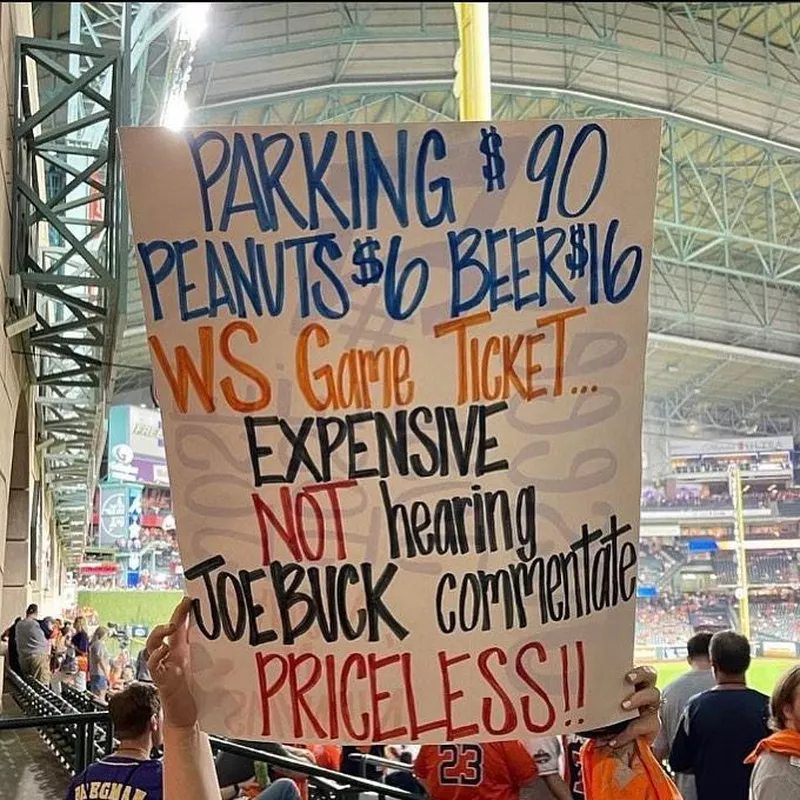 PARKING $90
PEANUTS $6 BEER $16
WS Game TICKET...
EXPENSIVE
NOT hearing
JOE BUCK commentate
PRICELESS!!
23